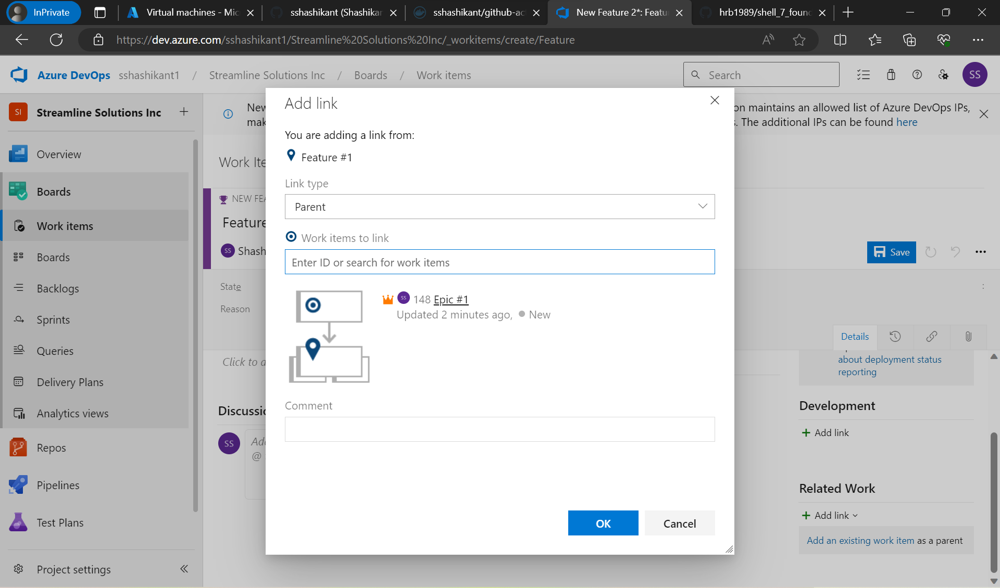 InPrivate
Virtual machines - Mic
sshashikant (Shashikan
sshashikant/github-act
New Feature 2*: Featu
hrb1989/shell_7_found
https://dev.azure.com/sshashikant1/Streamline%20Solutions%20Inc/_workitems/create/Feature
Azure DevOps sshashikant1 / Streamline Solutions Inc / Boards / Work items
Search
SS
SI Streamline Solutions Inc
Overview
Boards
Work items
Boards
Backlogs
Sprints
Queries
Delivery Plans
Analytics views
Repos
Pipelines
Test Plans
Project settings
New
mak
on maintains an allowed list of Azure DevOps IPs,
. The additional IPs can be found here
Work Ite
NEW FEA
Feature
SS Shash
State
Reason
Click to a
Discussio
SS
Add
@
Add link
You are adding a link from:
Feature #1
Link type
Parent
Work items to link
Enter ID or search for work items
SS 148 Epic #1
Updated 2 minutes ago, New
Comment
OK
Cancel
Save
Details
about deployment status
reporting
Development
+ Add link
Related Work
+ Add link
Add an existing work item as a parent